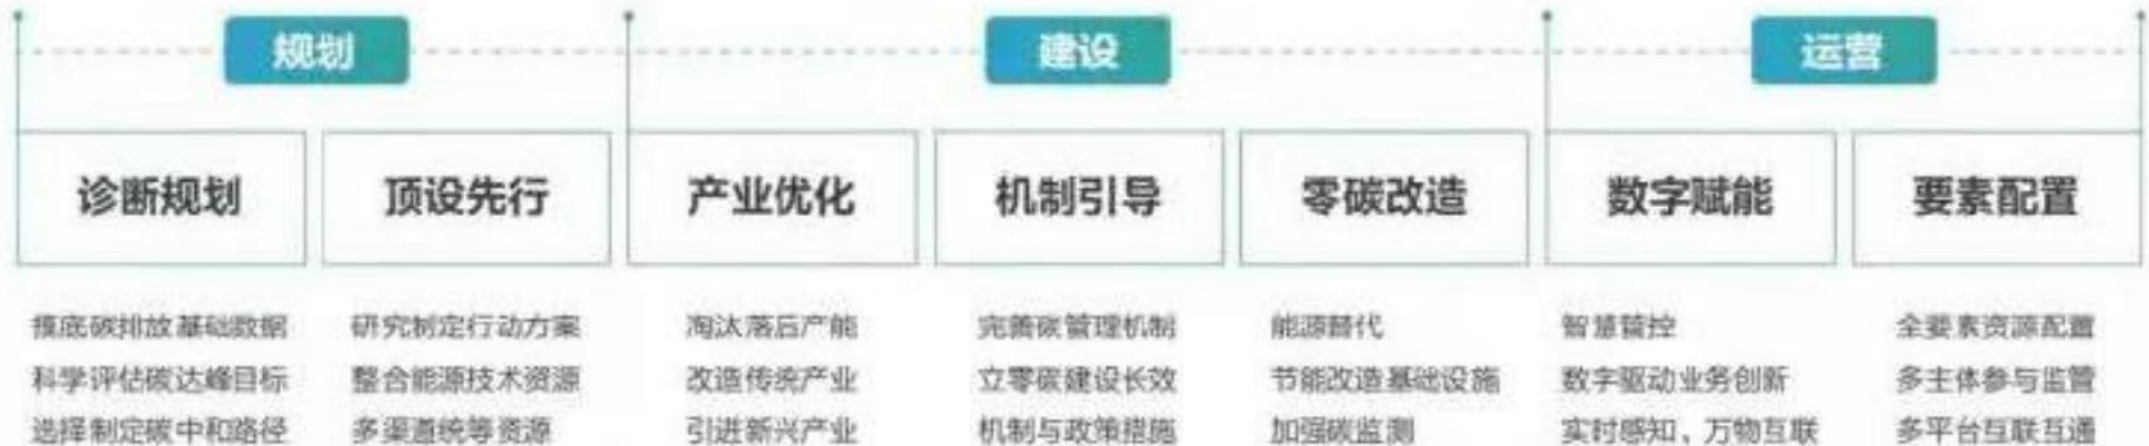 规划
建设
运营
诊断规划
顶设先行
产业优化
机制引导
零碳改造
数字赋能
要素配置
摸底碳排放基础数据
科学评估碳达峰目标
选择制定碳中和路径
研究制定行动方案
整合能源技术资源
多渠道统筹资源
淘汰落后产能
改造传统产业
引进新兴产业
完善碳管理机制
立零碳建设长效
机制与政策措施
能源替代
节能改造基础设施
加强碳监测
智慧管控
数字驱动业务创新
实时感知、万物互联
全要素资源配置
多主体参与监管
多平台互联互通